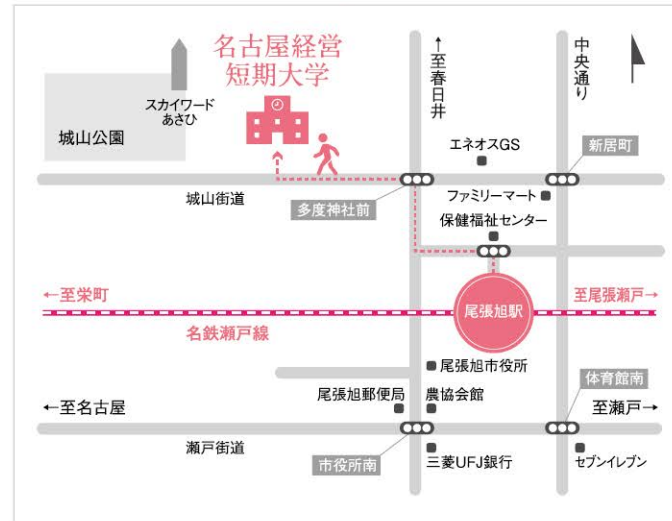 名古屋経営
短期大学
←至春日井
中央通り
スカイワード
あさひ
城山公園
エネオスGS
新居町
城山街道
多度神社前
ファミリーマート
保健福祉センター
←至栄町
尾張旭駅
至尾張瀬戸→
名鉄瀬戸線
尾張旭市役所
体育館南
←至名古屋
尾張旭郵便局
農協会館
至瀬戸→
瀬戸街道
市役所南
三菱UFJ銀行
セブンイレブン